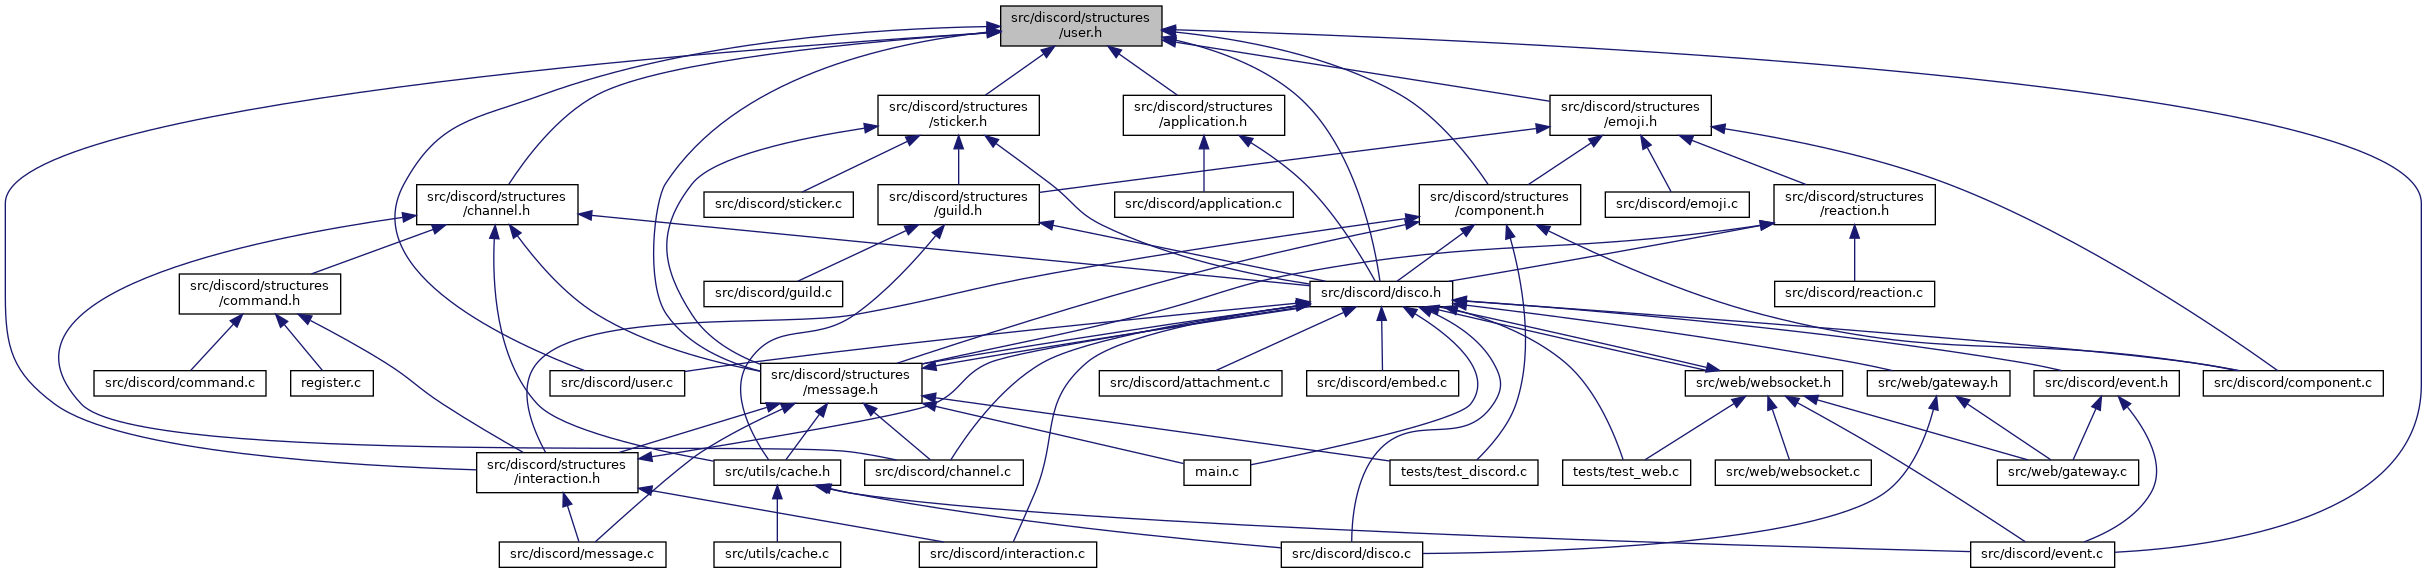 src/discord/structures
/user.h
src/discord/structures
/sticker.h
src/discord/structures
/application.h
src/discord/structures
/emoji.h
src/discord/structures
/channel.h
src/discord/sticker.c
src/discord/structures
/guild.h
src/discord/application.c
src/discord/structures
/component.h
src/discord/emoji.c
src/discord/structures
/reaction.h
src/discord/structures
/command.h
src/discord/guild.c
src/discord/disco.h
src/discord/reaction.c
src/discord/command.c
register.c
src/discord/user.c
src/discord/structures
/message.h
src/discord/attachment.c
src/discord/embed.c
src/web/websocket.h
src/web/gateway.h
src/discord/event.h
src/discord/component.c
src/discord/structures
/interaction.h
src/utils/cache.h
src/discord/channel.c
main.c
tests/test_discord.c
tests/test_web.c
src/web/websocket.c
src/web/gateway.c
src/discord/message.c
src/utils/cache.c
src/discord/interaction.c
src/discord/disco.c
src/discord/event.c